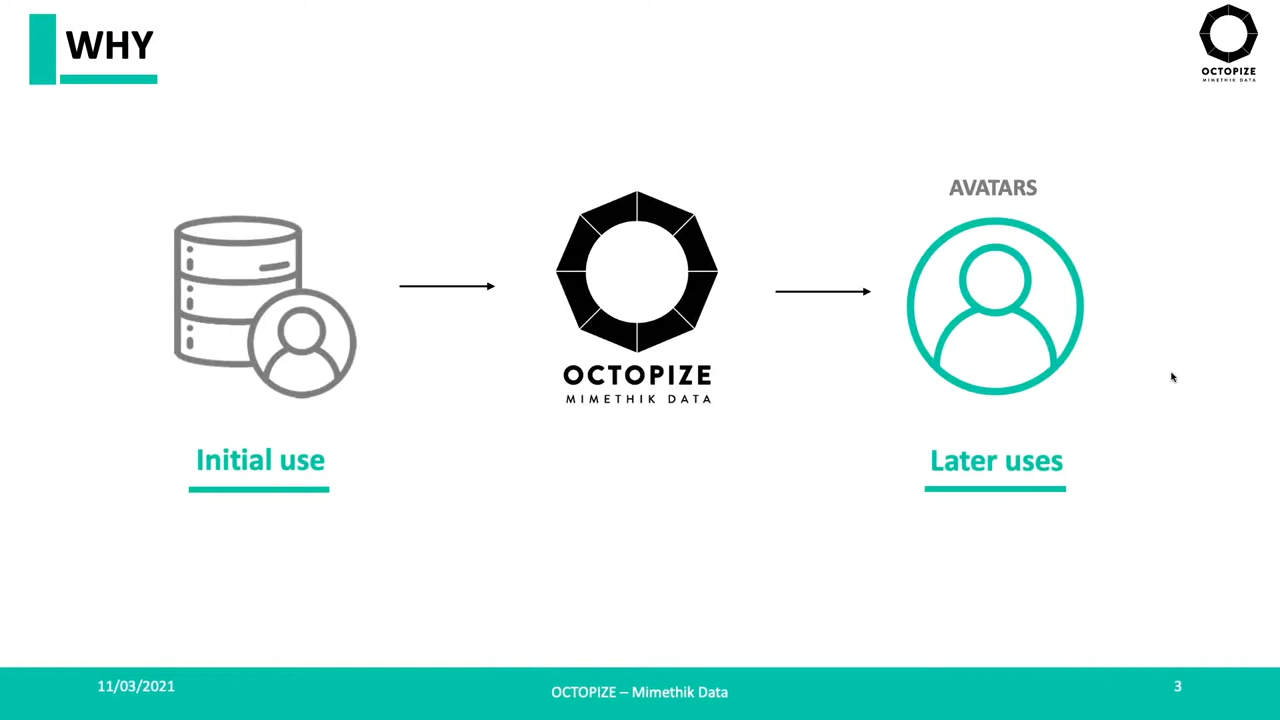 WHY
OCTOPIZE
MIMETHIK DATA
AVATARS
OCTOPIZE
MIMETHIK DATA
Initial use
Later uses
11/03/2021
OCTOPIZE – Mimethik Data
3